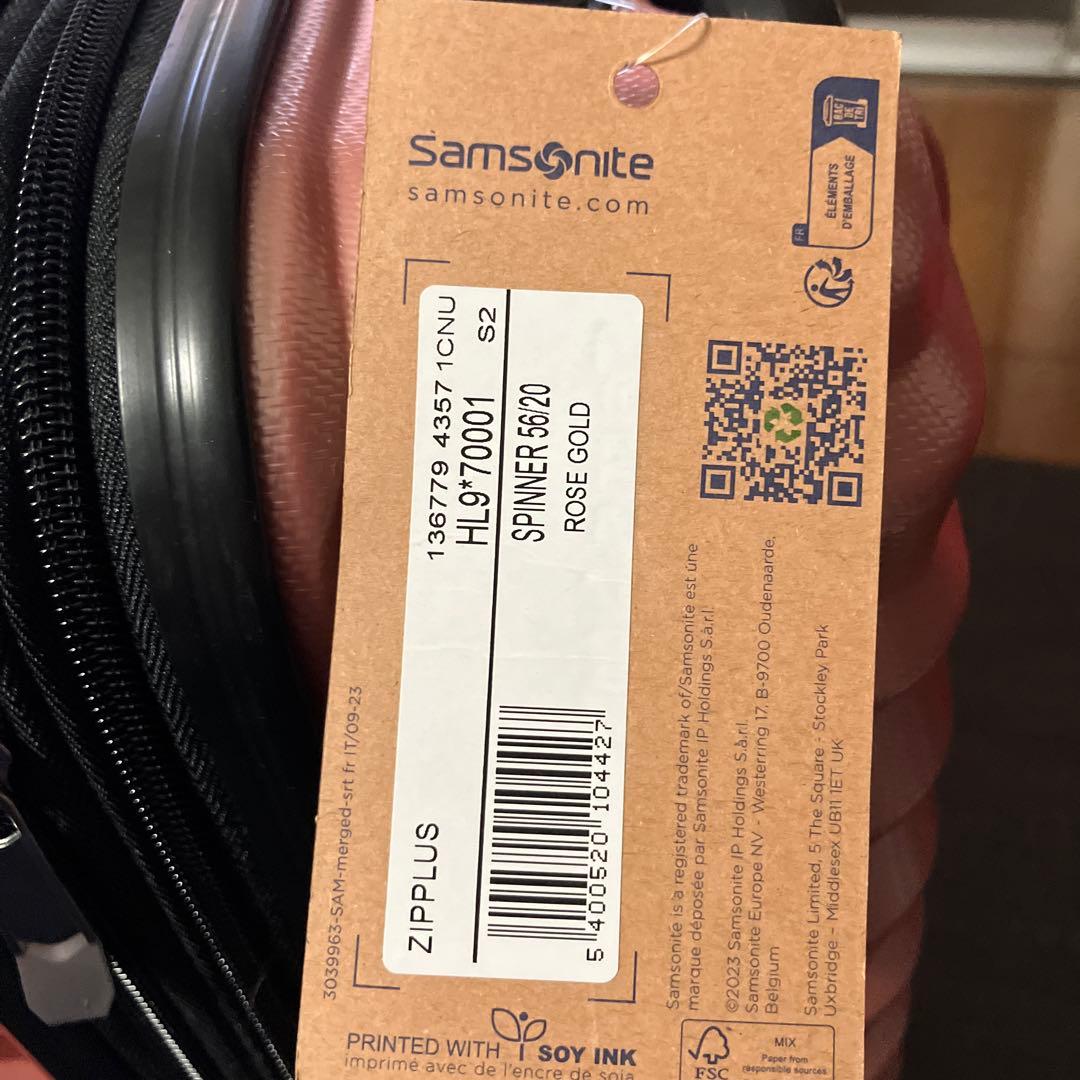 Samsonite
samsonite.com
BAC
DE
TRI
ÉLÉMENTS
D'EMBALLAGE
FR
136779 4357 1CNU
HL9*70001 S2
SPINNER 56/20
ROSE GOLD
ZIPPLUS
5 400520 104427
3039963-SAM-merged-srt fr IT/09-23
Samsonite is a registered trademark of/Samsonite est une
marque déposée par Samsonite IP Holdings S.à.r.l.
©2023 Samsonite IP Holdings S.à.r.l.
Samsonite Europe NV - Westerring 17, B-9700 Oudenaarde,
Belgium
Samsonite Limited, 5 The Square - Stockley Park
Uxbridge - Middlesex UB11 1ET UK
PRINTED WITH SOY INK
imprimé avec de l'encre de soja
FSC
MIX
Paper from
responsible sources